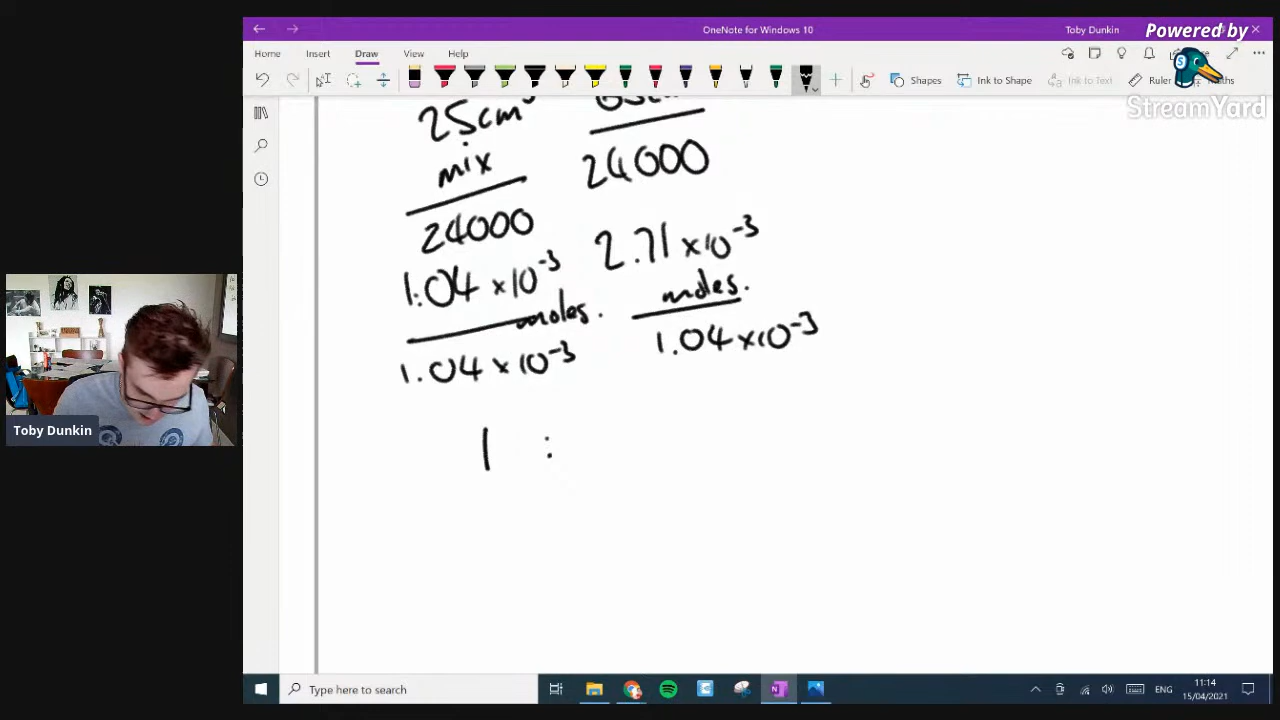 OneNote for Windows 10
Toby Dunkin
Powered by
StreamYard
Home Insert Draw View Help
Shapes Ink to Shape Ink to Text Ruler
25cm³
mix
24000
24000
1.04 × 10⁻³
moles.
1.04 × 10⁻³
2.71 × 10⁻³
moles.
1.04 × 10⁻³
1 :
Toby Dunkin
Type here to search
ENG
11:14
15/04/2021